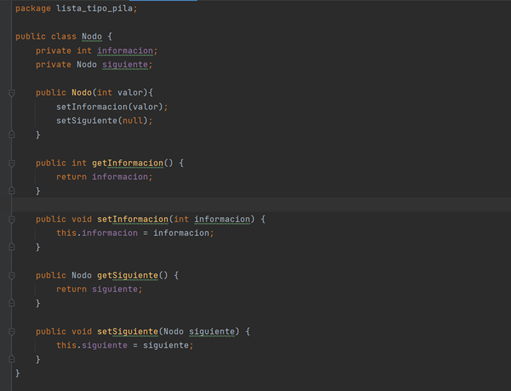 package lista_tipo_pila;
public class Nodo {
private int informacion;
private Nodo siguiente;
public Nodo(int valor){
setInformacion(valor);
setSiguiente(null);
}
public int getInformacion() {
return informacion;
}
public void setInformacion(int informacion) {
this.informacion = informacion;
}
public Nodo getSiguiente() {
return siguiente;
}
public void setSiguiente(Nodo siguiente) {
this.siguiente = siguiente;
}
}